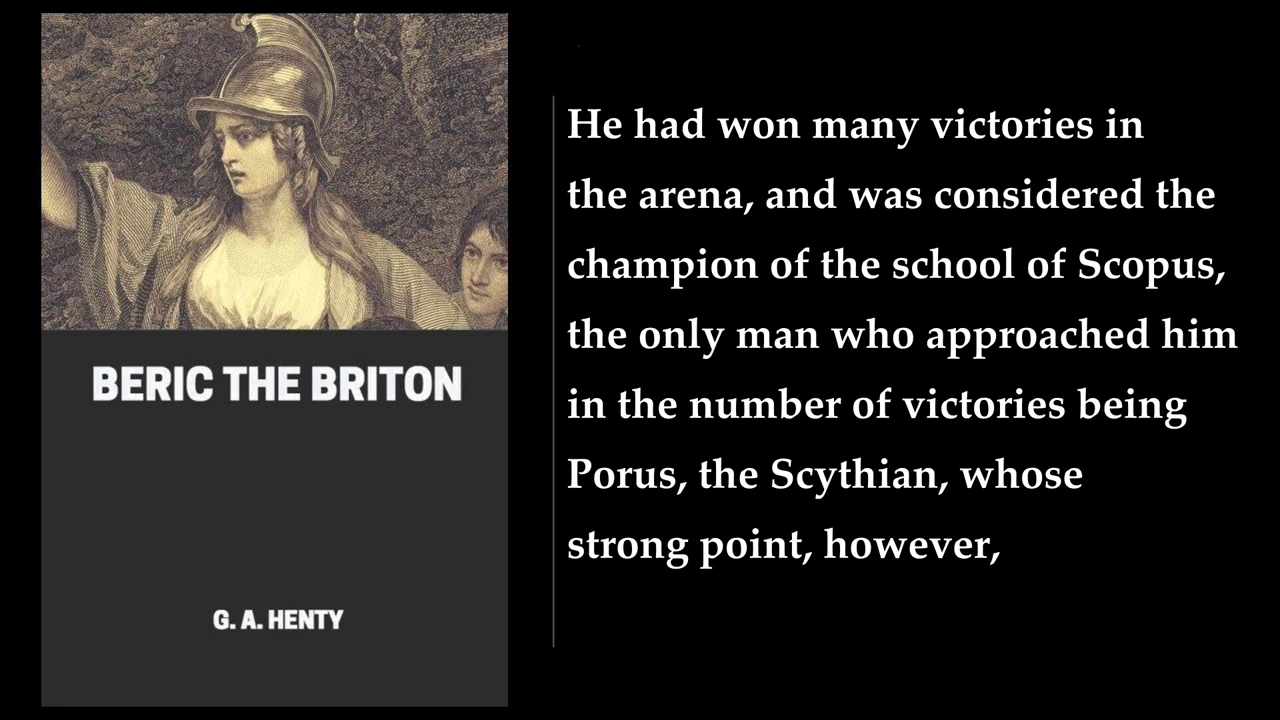 BERIC THE BRITON
G. A. HENTY
He had won many victories in
the arena, and was considered the
champion of the school of Scopus,
the only man who approached him
in the number of victories being
Porus, the Scythian, whose
strong point, however,